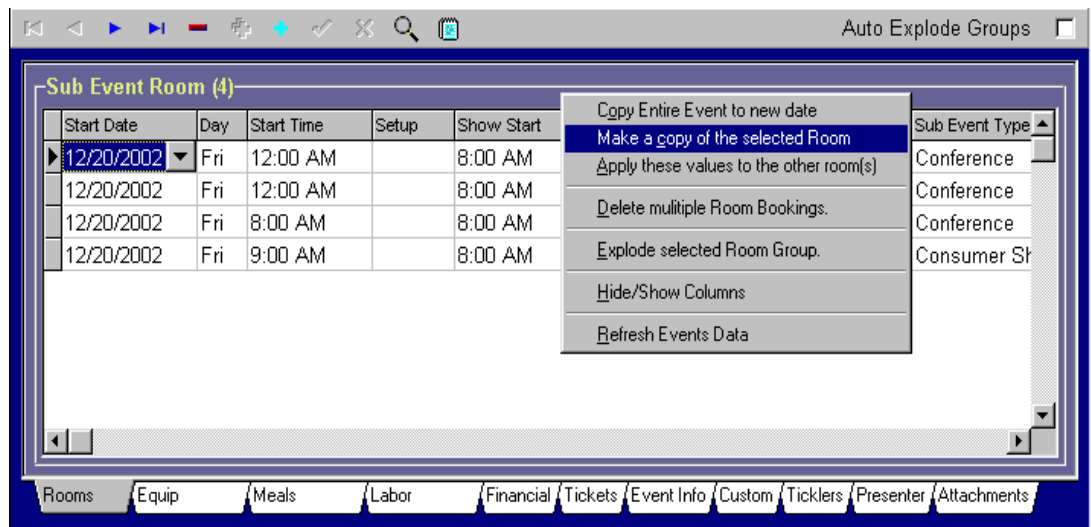 Auto Explode Groups
Sub Event Room (4)
Start Date Day Start Time Setup Show Start Sub Event Type
12/20/2002 Fri 12:00 AM 8:00 AM Conference
12/20/2002 Fri 12:00 AM 8:00 AM Conference
12/20/2002 Fri 8:00 AM 8:00 AM Conference
12/20/2002 Fri 9:00 AM 8:00 AM Consumer Sh
Copy Entire Event to new date
Make a copy of the selected Room
Apply these values to the other room(s)
Delete mulitiple Room Bookings.
Explode selected Room Group.
Hide/Show Columns
Refresh Events Data
Rooms Equip Meals Labor Financial Tickets Event Info Custom Ticklers Presenter Attachments